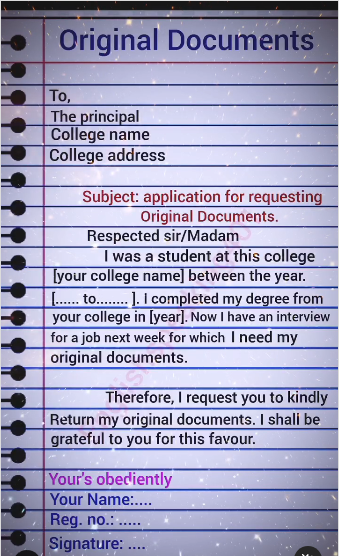 Original Documents
To,
The principal
College name
College address
Subject: application for requesting
Original Documents.
Respected sir/Madam
I was a student at this college
[your college name] between the year.
[...... to........ ]. I completed my degree from
your college in [year]. Now I have an interview
for a job next week for which I need my
original documents.
Therefore, I request you to kindly
Return my original documents. I shall be
grateful to you for this favour.
Your's obediently
Your Name:....
Reg. no.: .....
Signature: ....